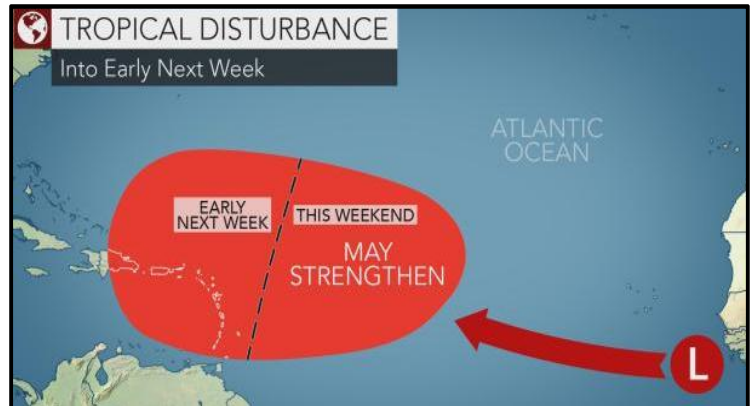 TROPICAL DISTURBANCE
Into Early Next Week
ATLANTIC
OCEAN
EARLY
NEXT WEEK
THIS WEEKEND
MAY
STRENGTHEN
L